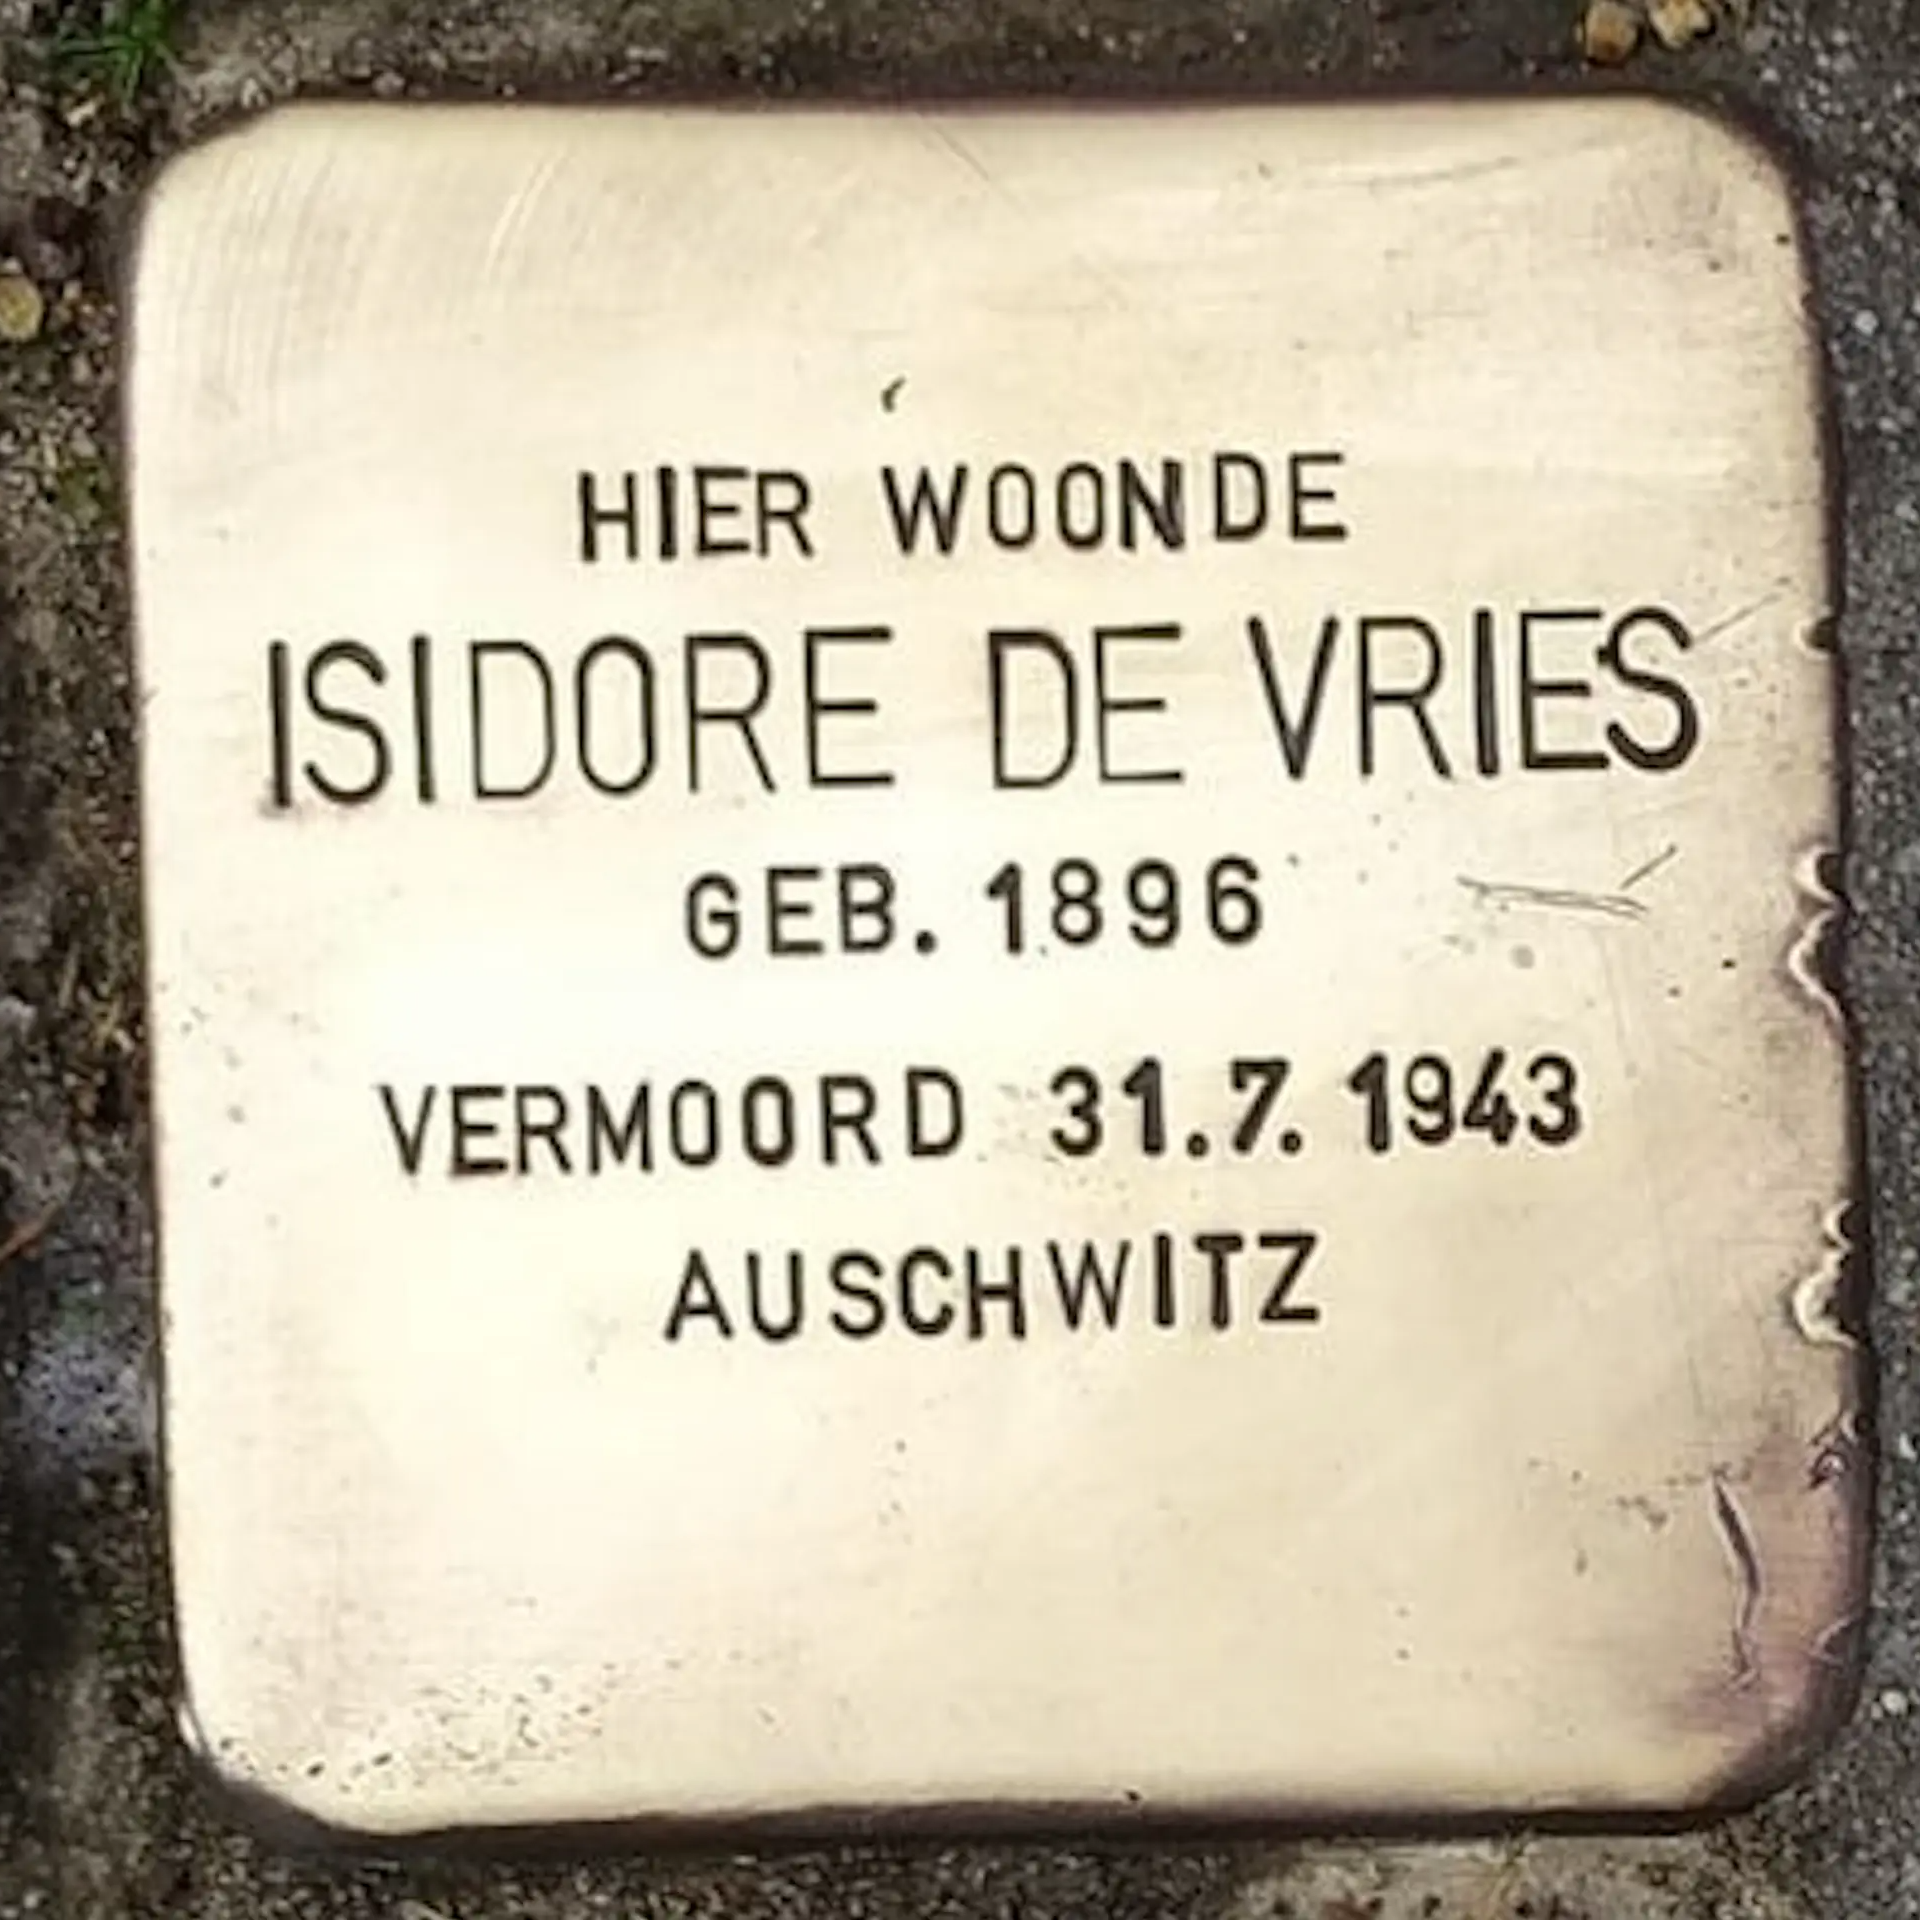 HIER WOONDE
ISIDORE DE VRIES
GEB. 1896
VERMOORD 31.7.1943
AUSCHWITZ